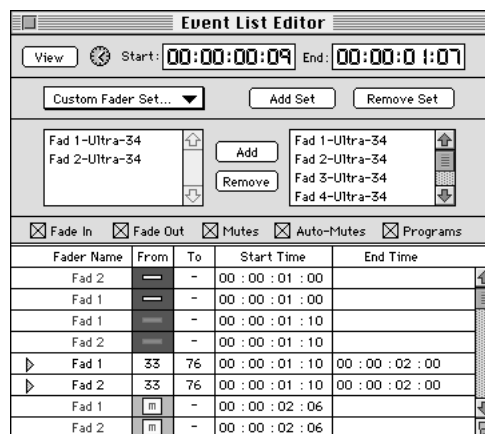 Event List Editor
View Start: 00:00:00:09 End: 00:00:01:07
Custom Fader Set... Add Set Remove Set
Fad 1-Ultra-34
Fad 2-Ultra-34
Add
Remove
Fad 1-Ultra-34
Fad 2-Ultra-34
Fad 3-Ultra-34
Fad 4-Ultra-34
Fade In Fade Out Mutes Auto-Mutes Programs
Fader Name From To Start Time End Time
Fad 2 - 00 : 00 : 01 : 00
Fad 1 - 00 : 00 : 01 : 00
Fad 1 - 00 : 00 : 01 : 10
Fad 2 - 00 : 00 : 01 : 10
Fad 1 33 76 00 : 00 : 01 : 10 00 : 00 : 02 : 00
Fad 2 33 76 00 : 00 : 01 : 10 00 : 00 : 02 : 00
Fad 1 m - 00 : 00 : 02 : 06
Fad 2 m - 00 : 00 : 02 : 06